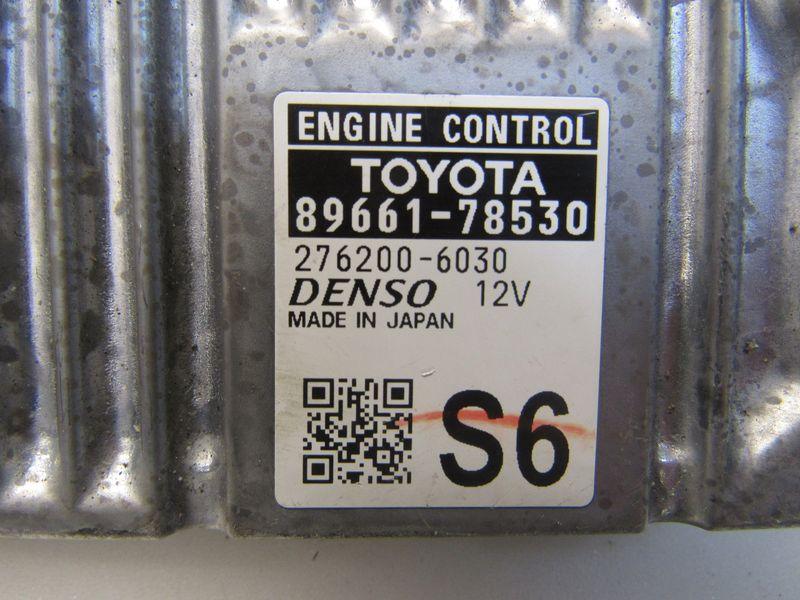 ENGINE CONTROL
TOYOTA
89661-78530
276200-6030
DENSO 12V
MADE IN JAPAN
S6